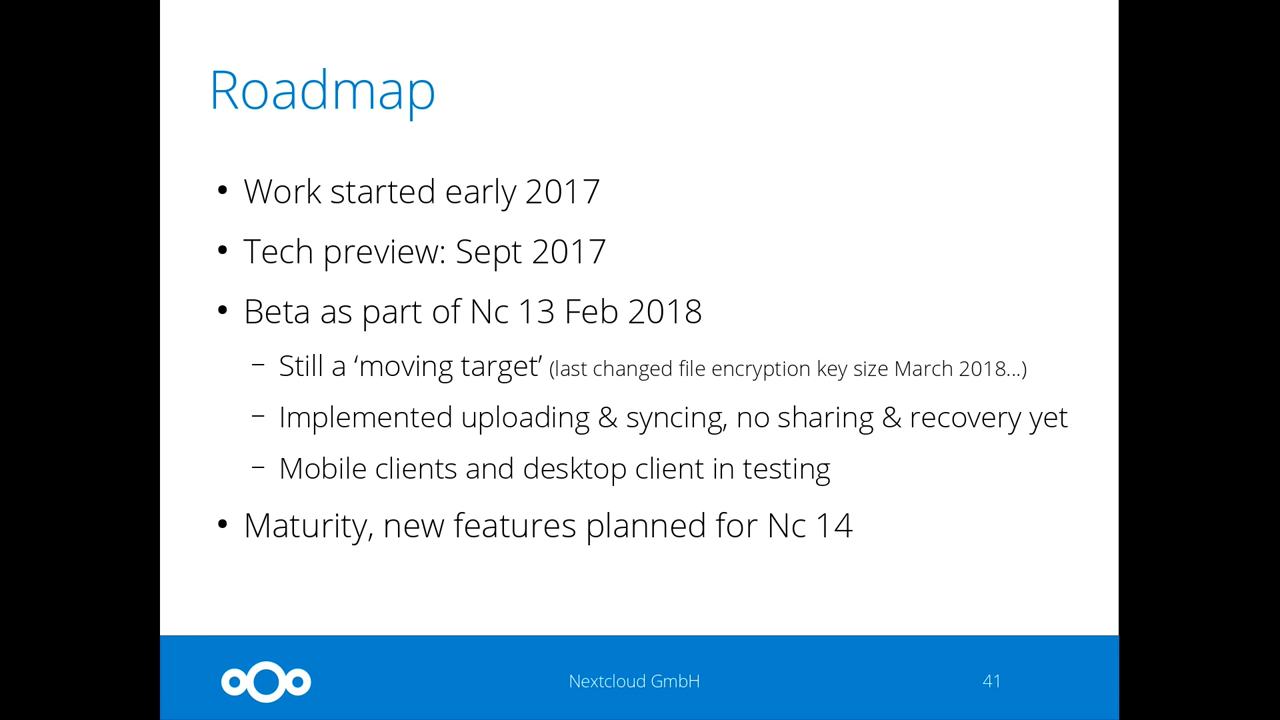 Roadmap
• Work started early 2017
• Tech preview: Sept 2017
• Beta as part of Nc 13 Feb 2018
– Still a ‘moving target’ (last changed file encryption key size March 2018...)
– Implemented uploading & syncing, no sharing & recovery yet
– Mobile clients and desktop client in testing
• Maturity, new features planned for Nc 14
Nextcloud GmbH 41